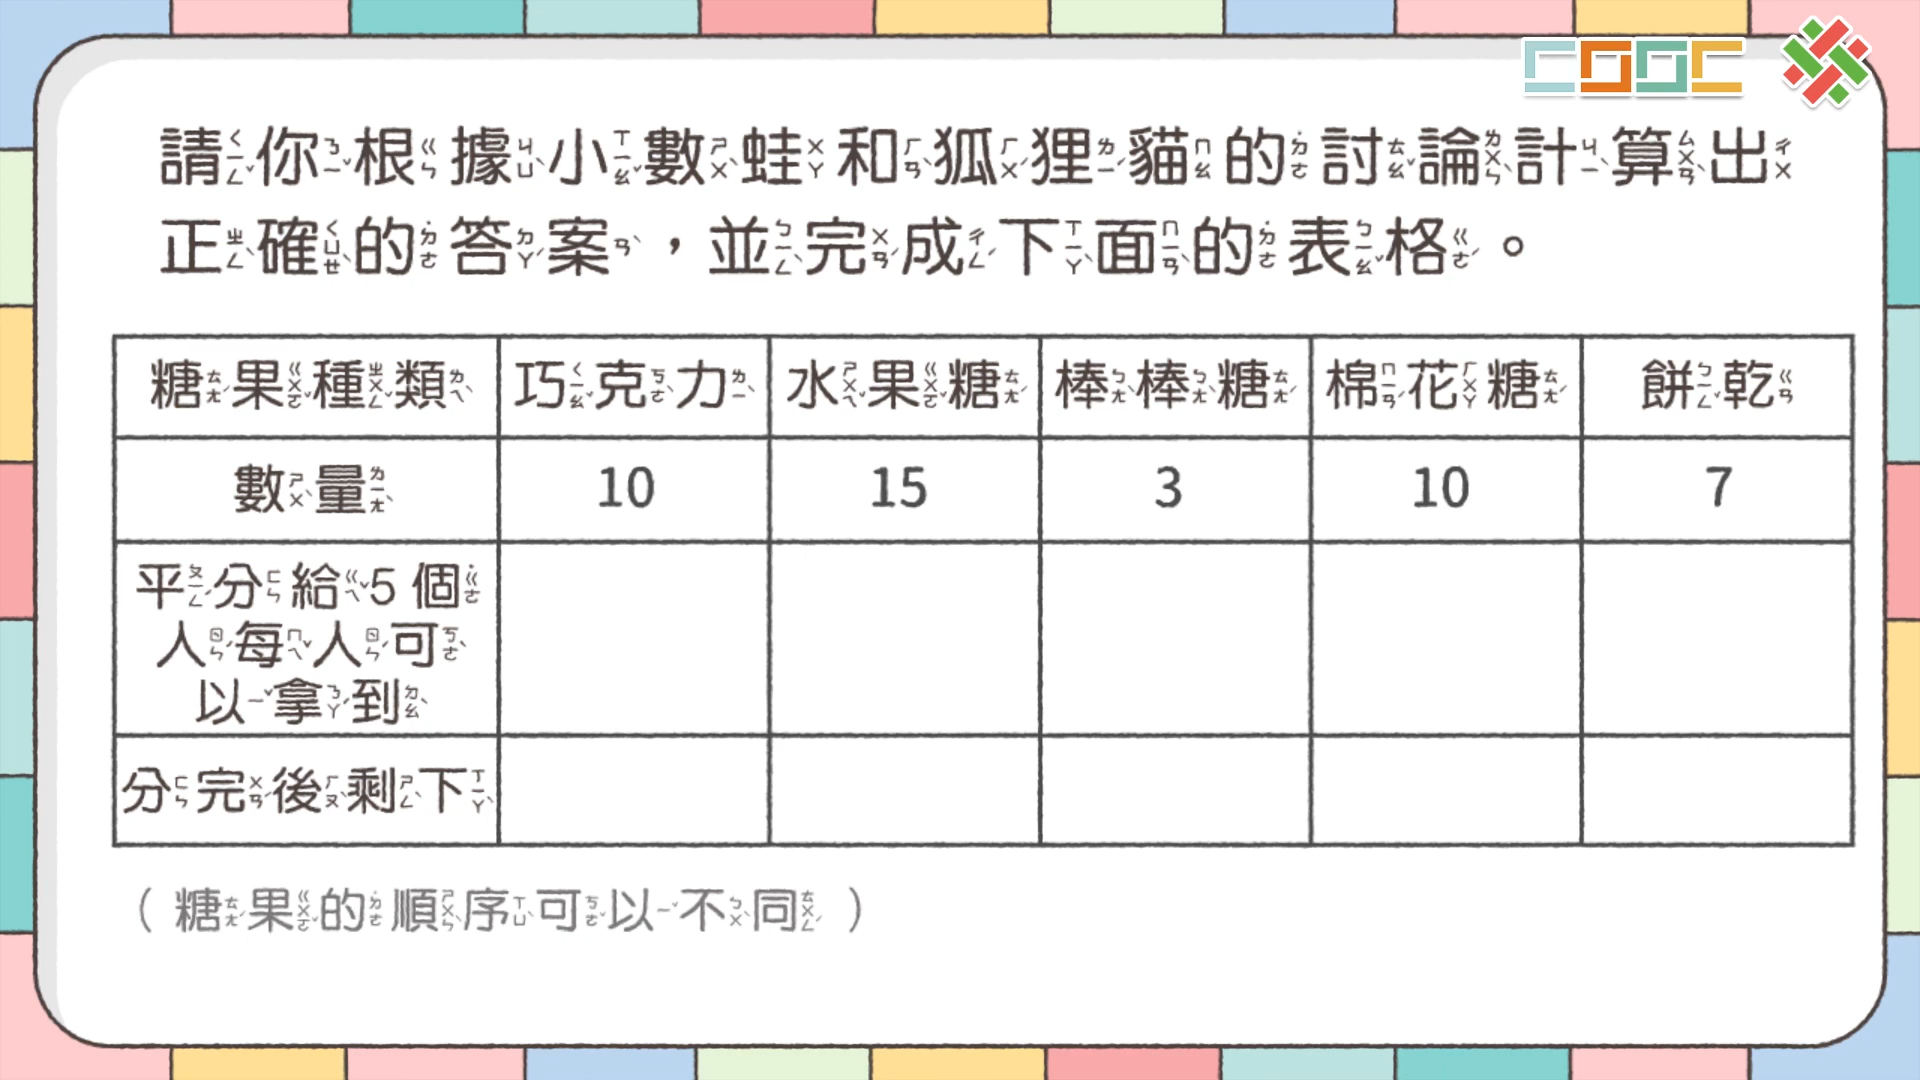 COOC
請你根據小數蛙和狐狸貓的討論計算出
正確的答案，並完成下面的表格。
糖果種類 巧克力 水果糖 棒棒糖 棉花糖 餅乾
數量 10 15 3 10 7
平分給5個
人每人可
以拿到
分完後剩下
（糖果的順序可以不同）